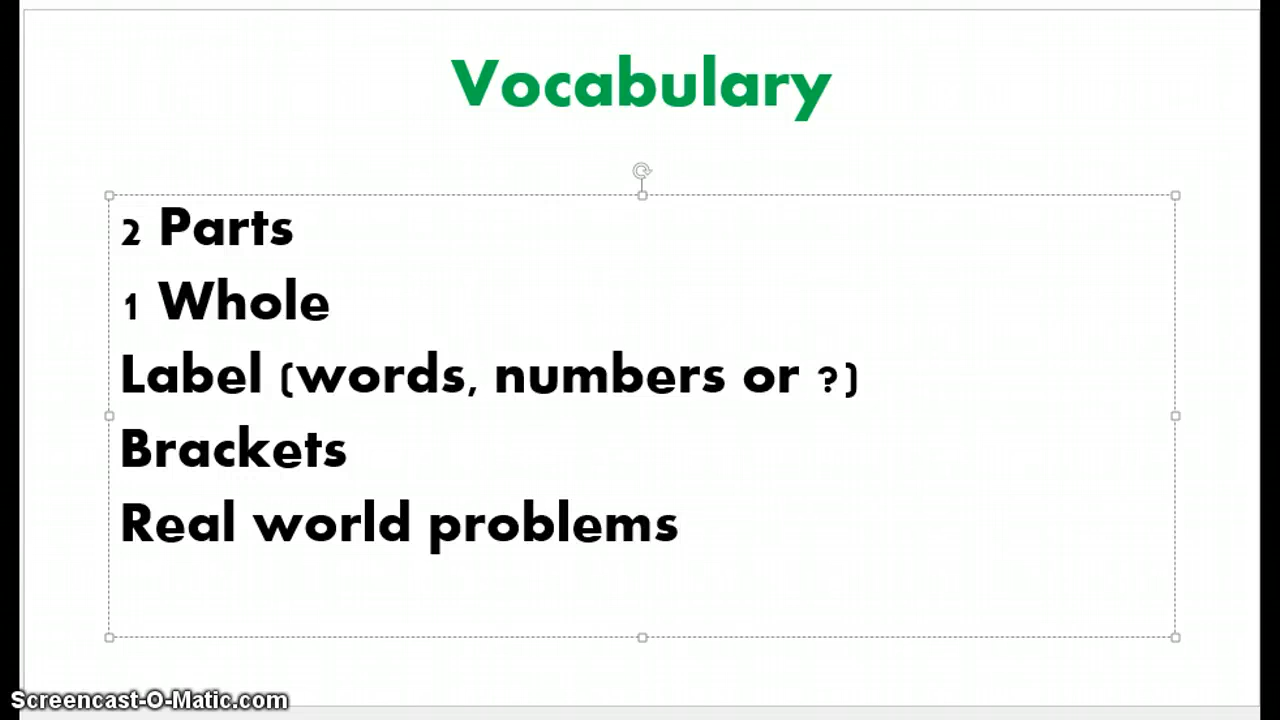 Vocabulary
2 Parts
1 Whole
Label (words, numbers or ?)
Brackets
Real world problems
Screencast-O-Matic.com